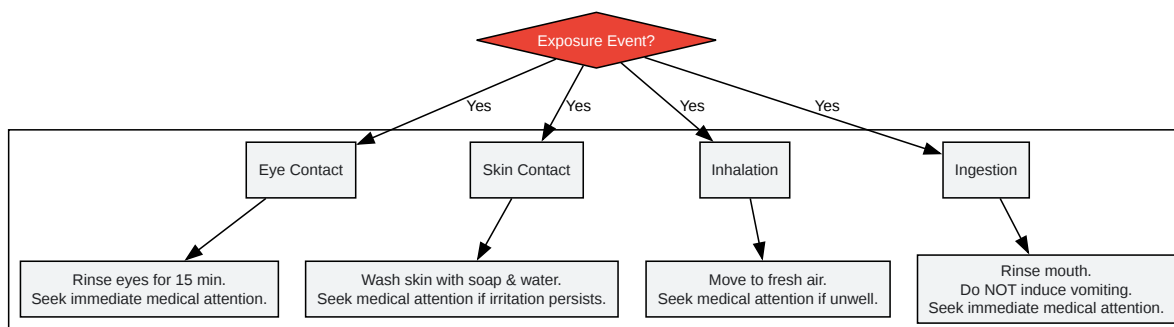 Exposure Event?
Yes
Yes
Yes
Yes
Eye Contact
Skin Contact
Inhalation
Ingestion
Rinse eyes for 15 min.
Seek immediate medical attention.
Wash skin with soap & water.
Seek medical attention if irritation persists.
Move to fresh air.
Seek medical attention if unwell.
Rinse mouth.
Do NOT induce vomiting.
Seek immediate medical attention.